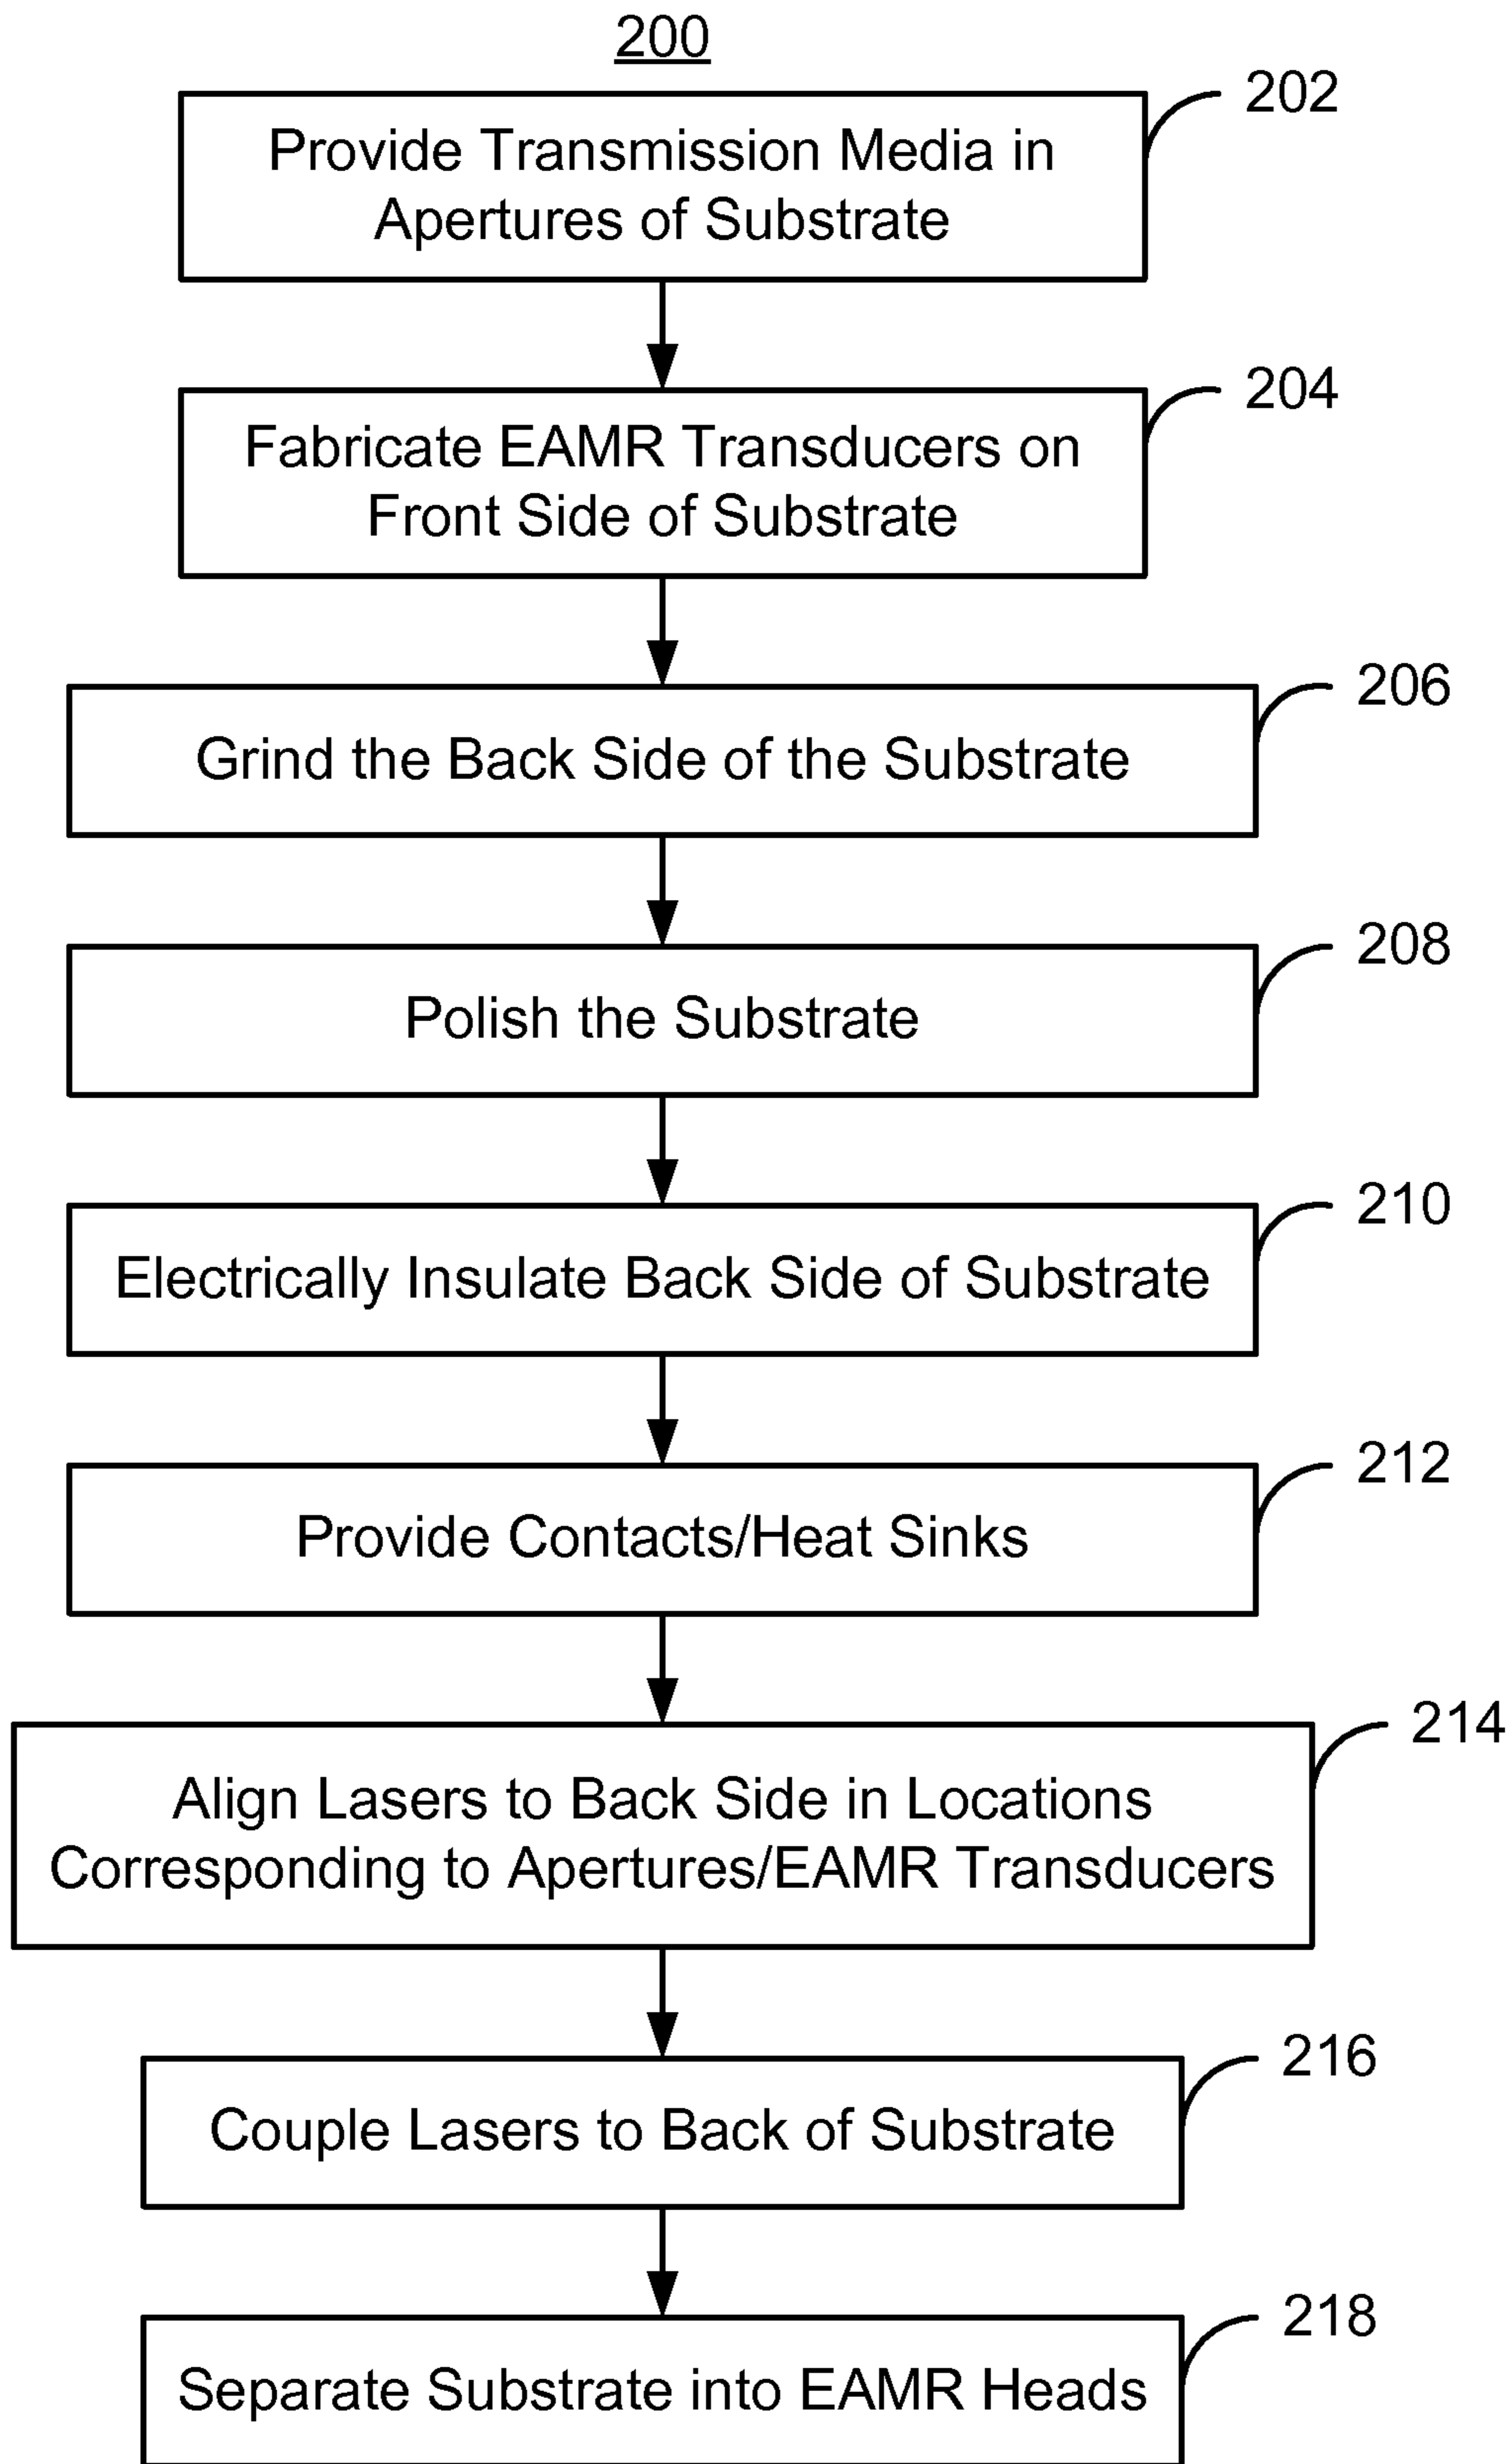 200
202
Provide Transmission Media in
Apertures of Substrate
204
Fabricate EAMR Transducers on
Front Side of Substrate
206
Grind the Back Side of the Substrate
208
Polish the Substrate
210
Electrically Insulate Back Side of Substrate
212
Provide Contacts/Heat Sinks
214
Align Lasers to Back Side in Locations
Corresponding to Apertures/EAMR Transducers
216
Couple Lasers to Back of Substrate
218
Separate Substrate into EAMR Heads